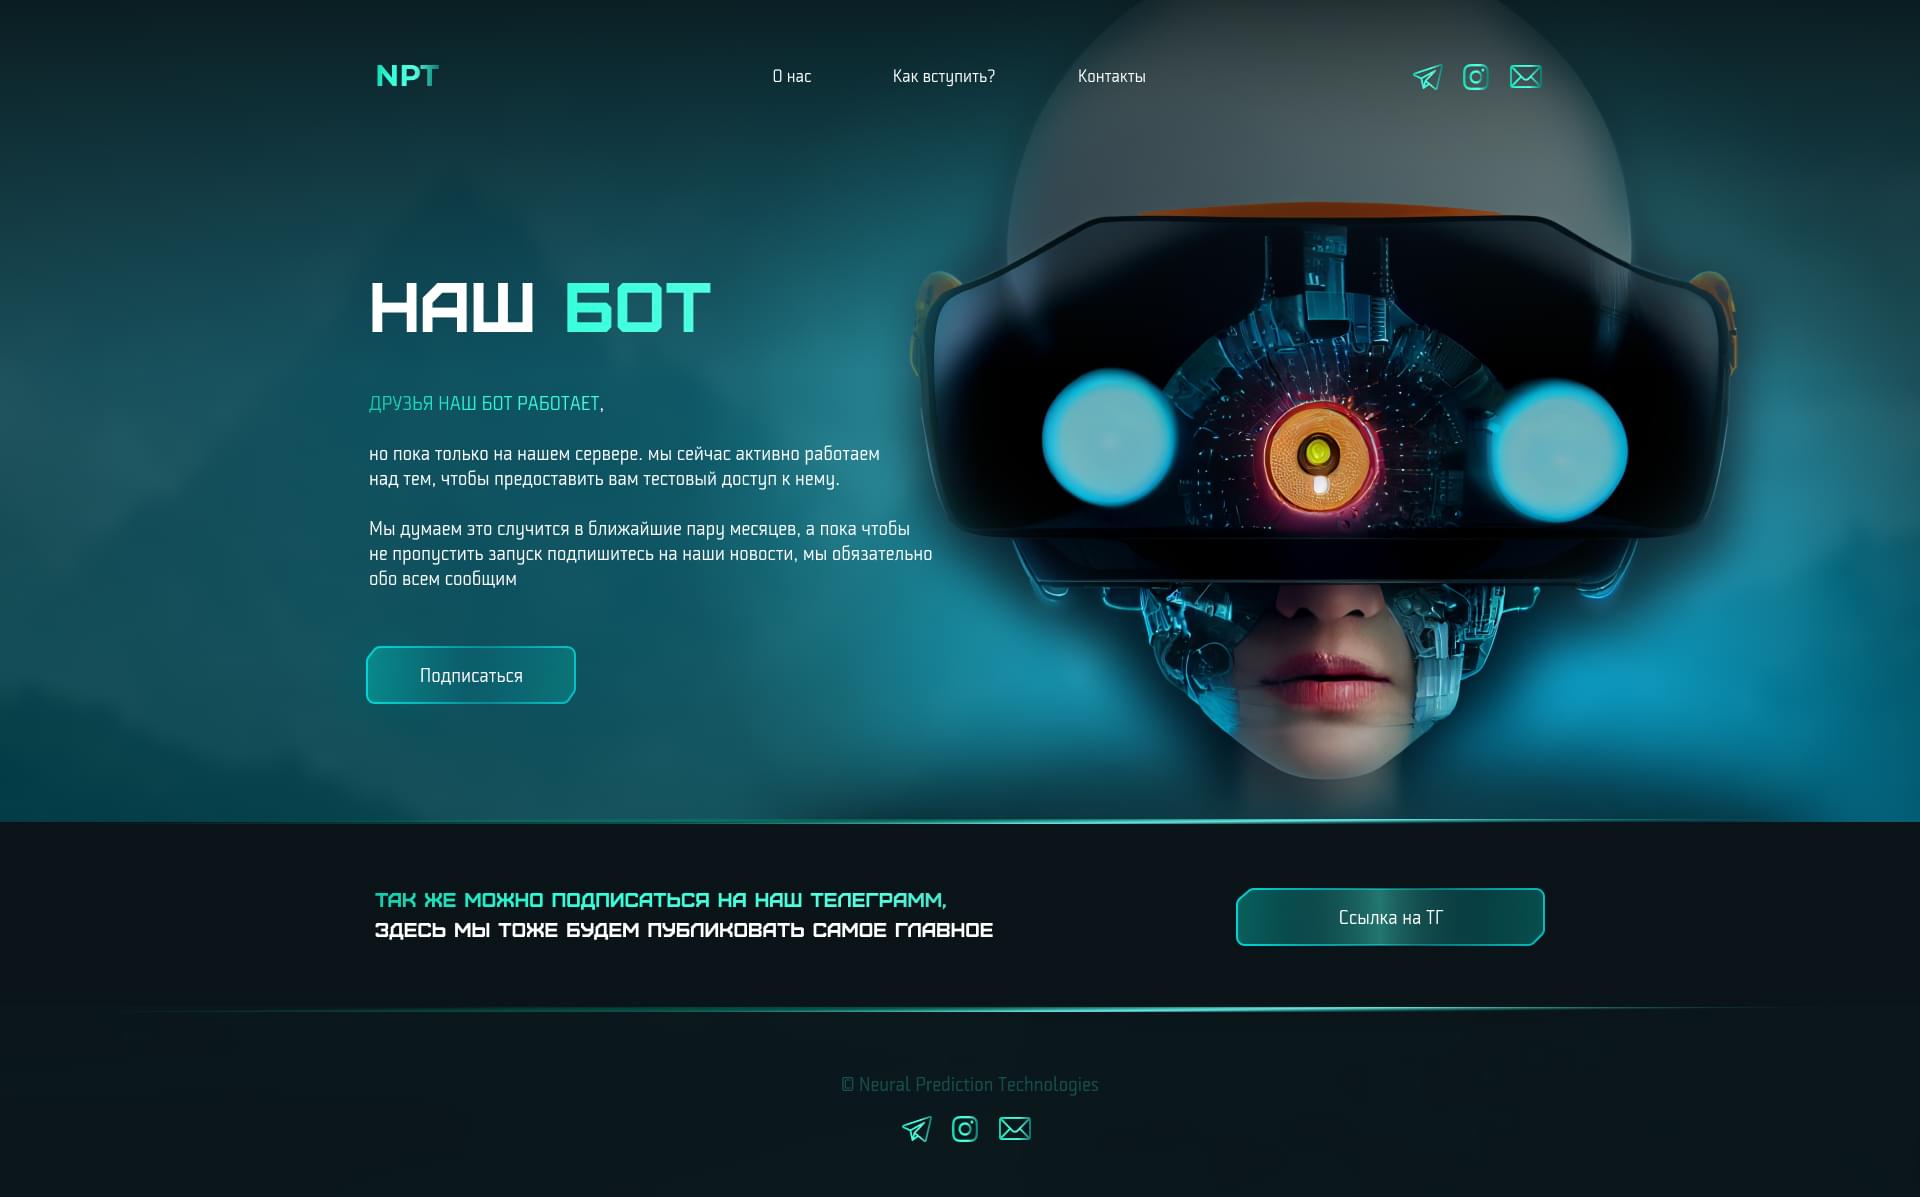 NPT
О нас
Как вступить?
Контакты
НАШ БОТ
ДРУЗЬЯ НАШ БОТ РАБОТАЕТ,
но пока только на нашем сервере. мы сейчас активно работаем
над тем, чтобы предоставить вам тестовый доступ к нему.
Мы думаем это случится в ближайшие пару месяцев, а пока чтобы
не пропустить запуск подпишитесь на наши новости, мы обязательно
обо всем сообщим
Подписаться
ТАК ЖЕ МОЖНО ПОДПИСАТЬСЯ НА НАШ ТЕЛЕГРАММ,
ЗДЕСЬ МЫ ТОЖЕ БУДЕМ ПУБЛИКОВАТЬ САМОЕ ГЛАВНОЕ
Ссылка на ТГ
© Neural Prediction Technologies